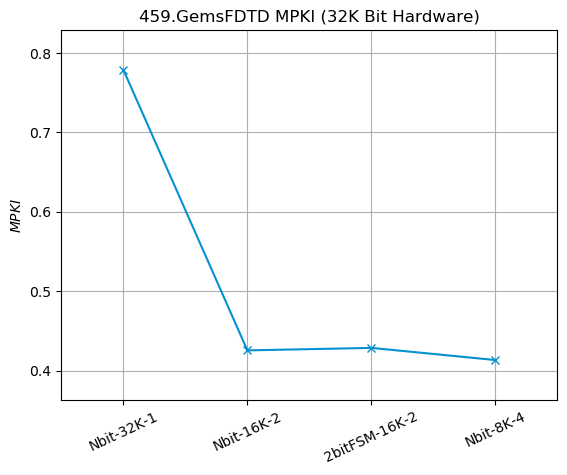 459.GemsFDTD MPKI (32K Bit Hardware)
0.8
0.7
0.6
0.5
0.4
MPKI
Nbit-32K-1
Nbit-16K-2
2bitFSM-16K-2
Nbit-8K-4